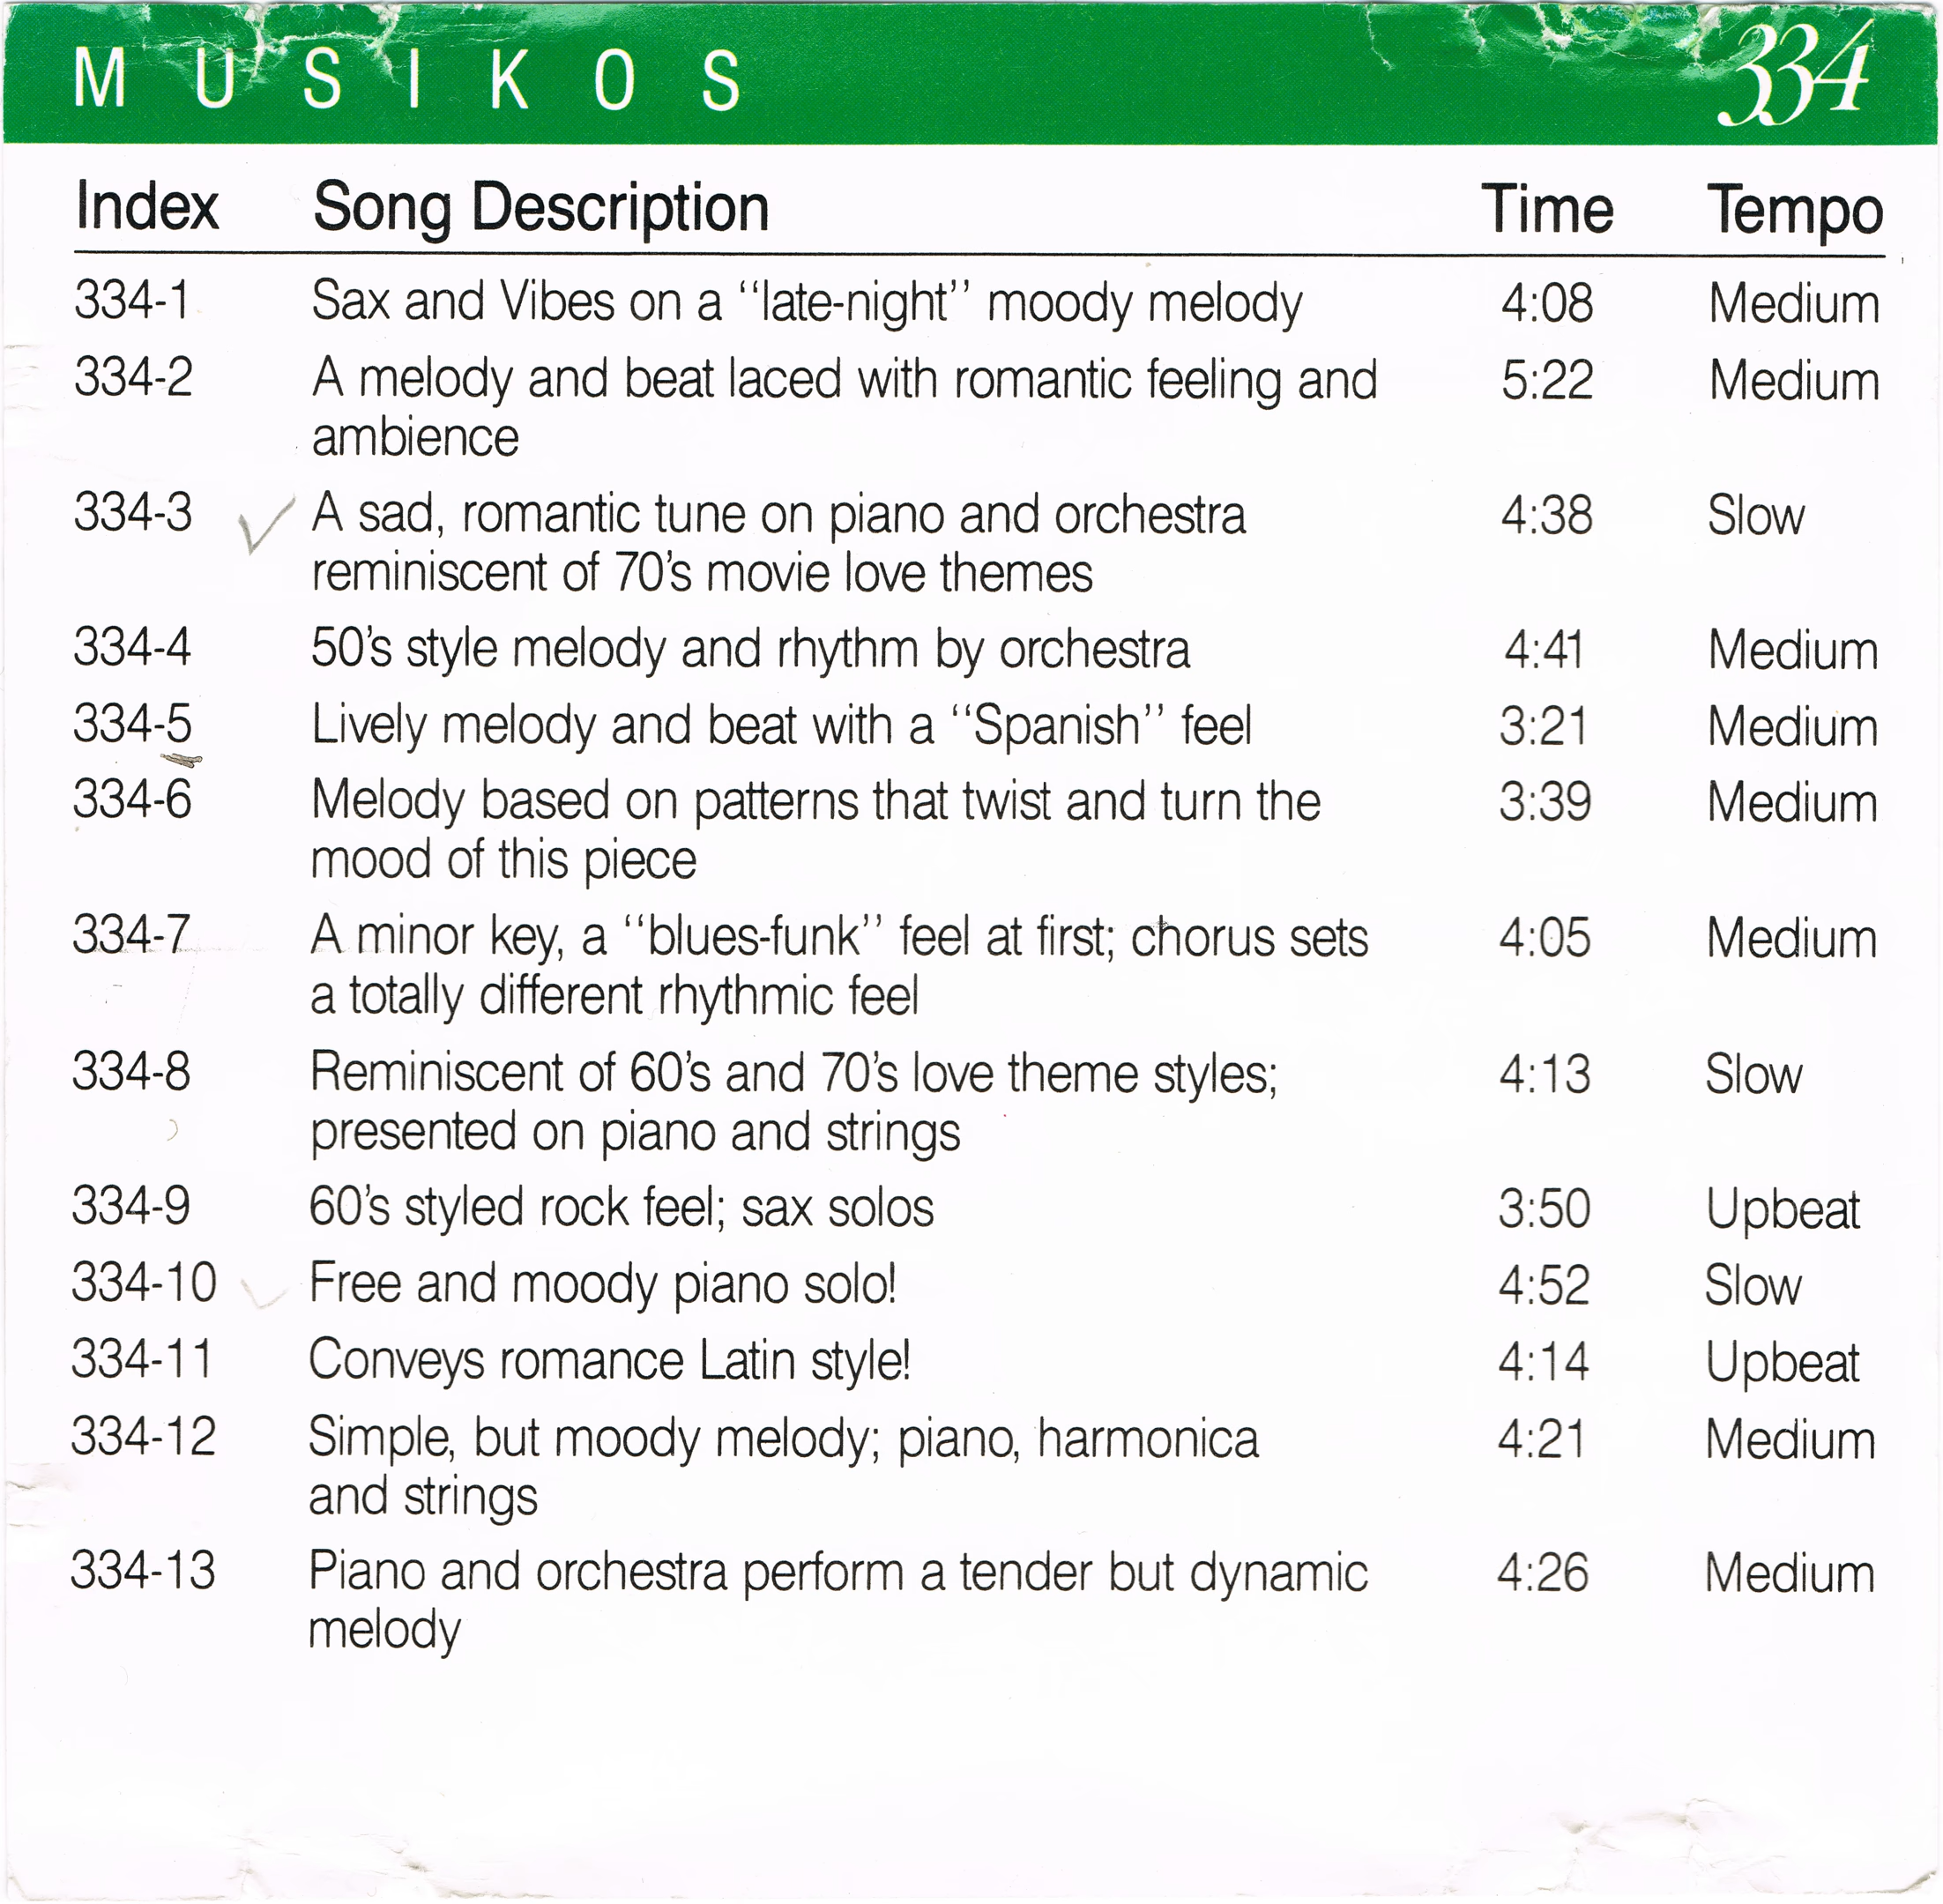 MUSIKOS 334
Index Song Description Time Tempo
334-1 Sax and Vibes on a “late-night” moody melody 4:08 Medium
334-2 A melody and beat laced with romantic feeling and 5:22 Medium
ambience
334-3 A sad, romantic tune on piano and orchestra 4:38 Slow
reminiscent of 70’s movie love themes
334-4 50’s style melody and rhythm by orchestra 4:41 Medium
334-5 Lively melody and beat with a “Spanish” feel 3:21 Medium
334-6 Melody based on patterns that twist and turn the 3:39 Medium
mood of this piece
334-7 A minor key, a “blues-funk” feel at first; chorus sets 4:05 Medium
a totally different rhythmic feel
334-8 Reminiscent of 60’s and 70’s love theme styles; 4:13 Slow
presented on piano and strings
334-9 60’s styled rock feel; sax solos 3:50 Upbeat
334-10 Free and moody piano solo! 4:52 Slow
334-11 Conveys romance Latin style! 4:14 Upbeat
334-12 Simple, but moody melody; piano, harmonica 4:21 Medium
and strings
334-13 Piano and orchestra perform a tender but dynamic 4:26 Medium
melody